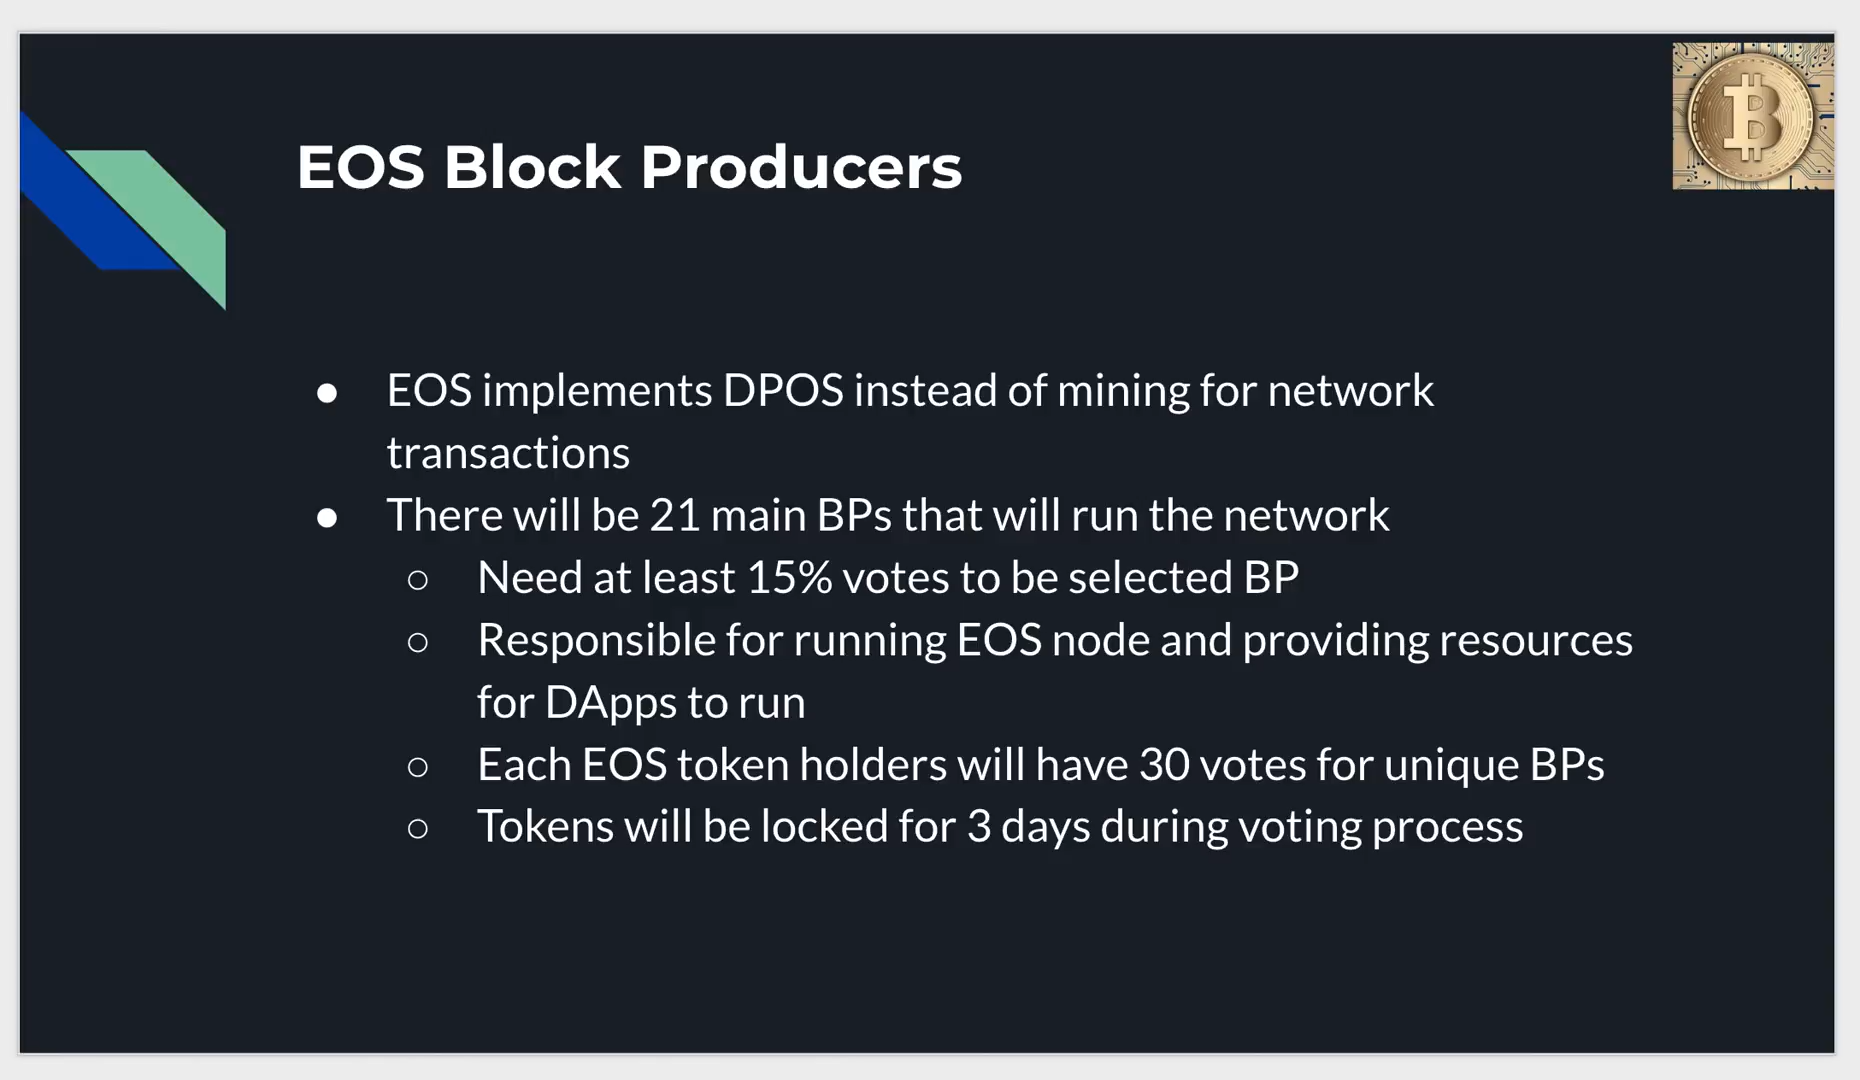 EOS Block Producers
● EOS implements DPOS instead of mining for network
transactions
● There will be 21 main BPs that will run the network
○ Need at least 15% votes to be selected BP
○ Responsible for running EOS node and providing resources
for DApps to run
○ Each EOS token holders will have 30 votes for unique BPs
○ Tokens will be locked for 3 days during voting process